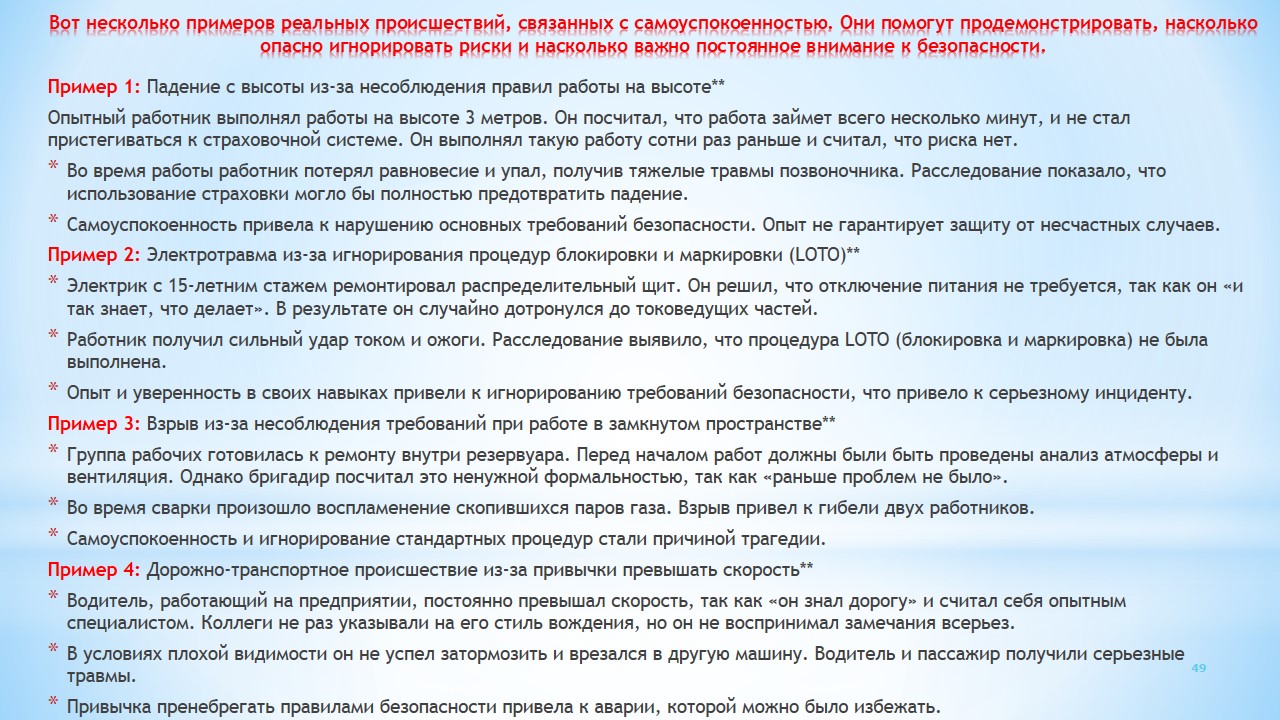 Вот несколько примеров реальных происшествий, связанных с самоуспокоенностью. Они помогут продемонстрировать, насколько
опасно игнорировать риски и насколько важно постоянное внимание к безопасности.
Пример 1: Падение с высоты из-за несоблюдения правил работы на высоте**
Опытный работник выполнял работы на высоте 3 метров. Он посчитал, что работа займет всего несколько минут, и не стал
пристегиваться к страховочной системе. Он выполнял такую работу сотни раз раньше и считал, что риска нет.
* Во время работы работник потерял равновесие и упал, получив тяжелые травмы позвоночника. Расследование показало, что
использование страховки могло бы полностью предотвратить падение.
* Самоуспокоенность привела к нарушению основных требований безопасности. Опыт не гарантирует защиту от несчастных случаев.
Пример 2: Электротравма из-за игнорирования процедур блокировки и маркировки (LOTO)**
* Электрик с 15-летним стажем ремонтировал распределительный щит. Он решил, что отключение питания не требуется, так как он «и
так знает, что делает». В результате он случайно дотронулся до токоведущих частей.
* Работник получил сильный удар током и ожоги. Расследование выявило, что процедура LOTO (блокировка и маркировка) не была
выполнена.
* Опыт и уверенность в своих навыках привели к игнорированию требований безопасности, что привело к серьезному инциденту.
Пример 3: Взрыв из-за несоблюдения требований при работе в замкнутом пространстве**
* Группа рабочих готовилась к ремонту внутри резервуара. Перед началом работ должны были быть проведены анализ атмосферы и
вентиляция. Однако бригадир посчитал это ненужной формальностью, так как «раньше проблем не было».
* Во время сварки произошло воспламенение скопившихся паров газа. Взрыв привел к гибели двух работников.
* Самоуспокоенность и игнорирование стандартных процедур стали причиной трагедии.
Пример 4: Дорожно-транспортное происшествие из-за привычки превышать скорость**
* Водитель, работающий на предприятии, постоянно превышал скорость, так как «он знал дорогу» и считал себя опытным
специалистом. Коллеги не раз указывали на его стиль вождения, но он не воспринимал замечания всерьез.
* В условиях плохой видимости он не успел затормозить и врезался в другую машину. Водитель и пассажир получили серьезные
травмы.
49
* Привычка пренебрегать правилами безопасности привела к аварии, которой можно было избежать.